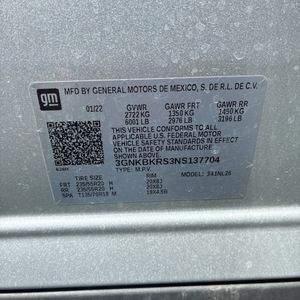 gm
MFD BY GENERAL MOTORS DE MEXICO, S. DE R.L. DE C.V.
01/22 GVWR GAWR FRT GAWR RR
2722 KG 1350 KG 1450 KG
6001 LB 2976 LB 3196 LB
THIS VEHICLE CONFORMS TO ALL
APPLICABLE U.S. FEDERAL MOTOR
VEHICLE SAFETY STANDARDS IN EFFECT
ON THE DATE OF MANUFACTURE SHOWN ABOVE.
3GNKBKRS3NS137704
TYPE: M.P.V. MODEL: 1NL26
TIRE SIZE RIM
FRT 235/55R20 H 20X8J
RR 235/55R20 H 20X8J
SPA T135/70R18 M 18X4.5B